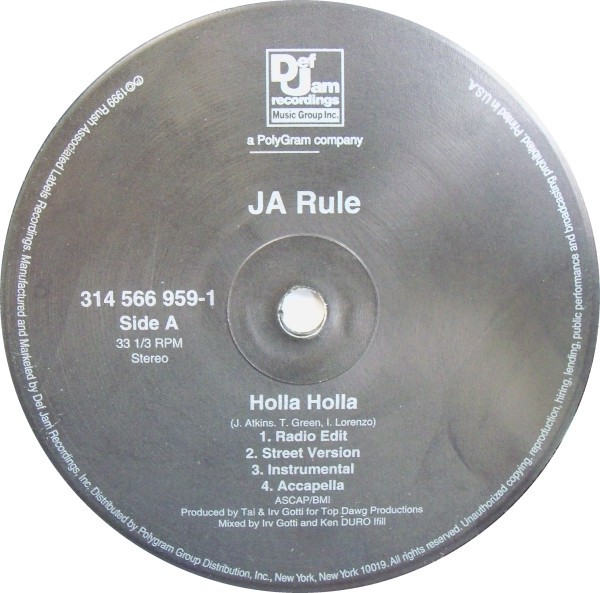 Def
Jam
recordings
Music Group Inc.
a PolyGram company
JA Rule
314 566 959-1
Side A
33 1/3 RPM
Stereo
Holla Holla
(J. Atkins. T. Green, I. Lorenzo)
1. Radio Edit
2. Street Version
3. Instrumental
4. Accapella
ASCAP/BMI
Produced by Tai & Irv Gotti for Top Dawg Productions
Mixed by Irv Gotti and Ken DURO Ifill
℗©1999 Rush Associated Labels Recordings. Manufactured and Marketed by Def Jam Recordings, Inc. Distributed by Polygram Group Distribution, Inc., New York, New York 10019. All rights reserved. Unauthorized copying, reproduction, hiring, lending, public performance and broadcasting prohibited. Printed in U.S.A.